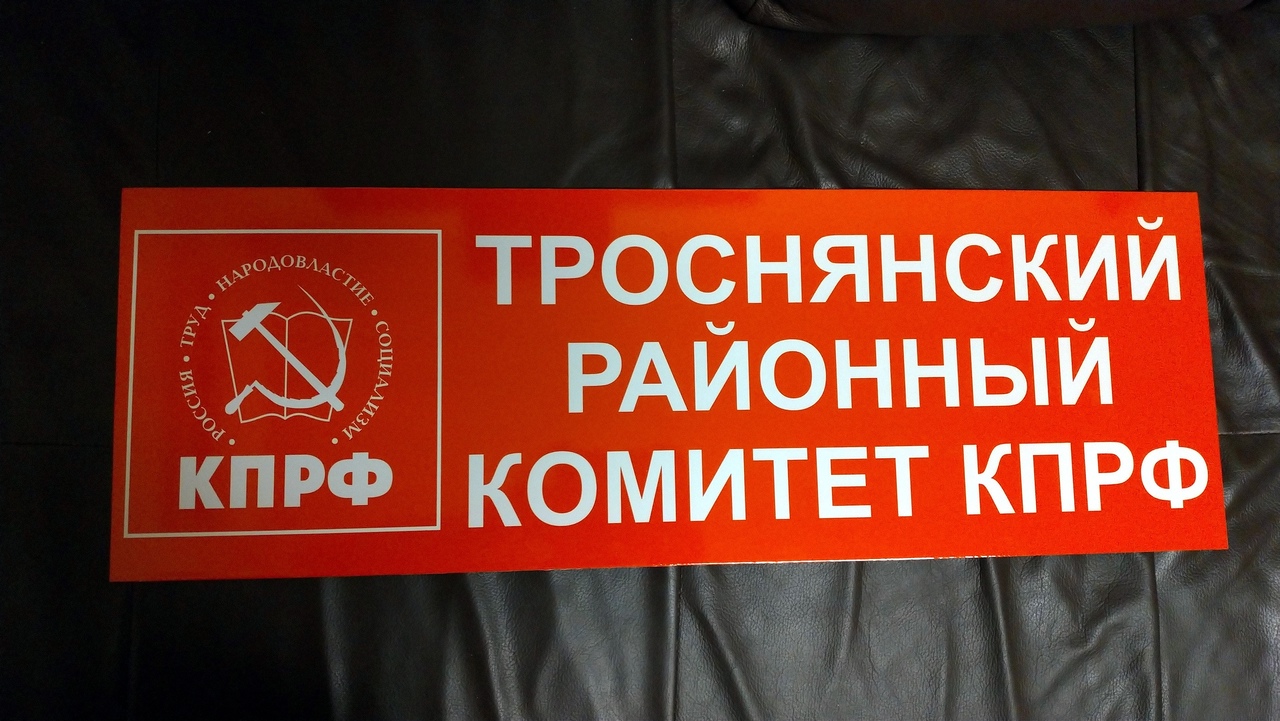 РОССИЯ • ТРУД • НАРОДОВЛАСТИЕ • СОЦИАЛИЗМ •
КПРФ
ТРОСНЯНСКИЙ
РАЙОННЫЙ
КОМИТЕТ КПРФ